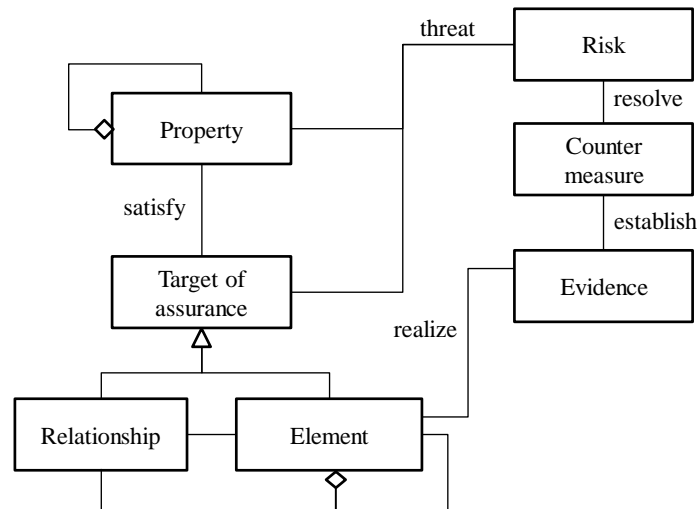 threat
Risk
resolve
Property
Counter
measure
satisfy
establish
Target of
assurance
Evidence
realize
Relationship
Element